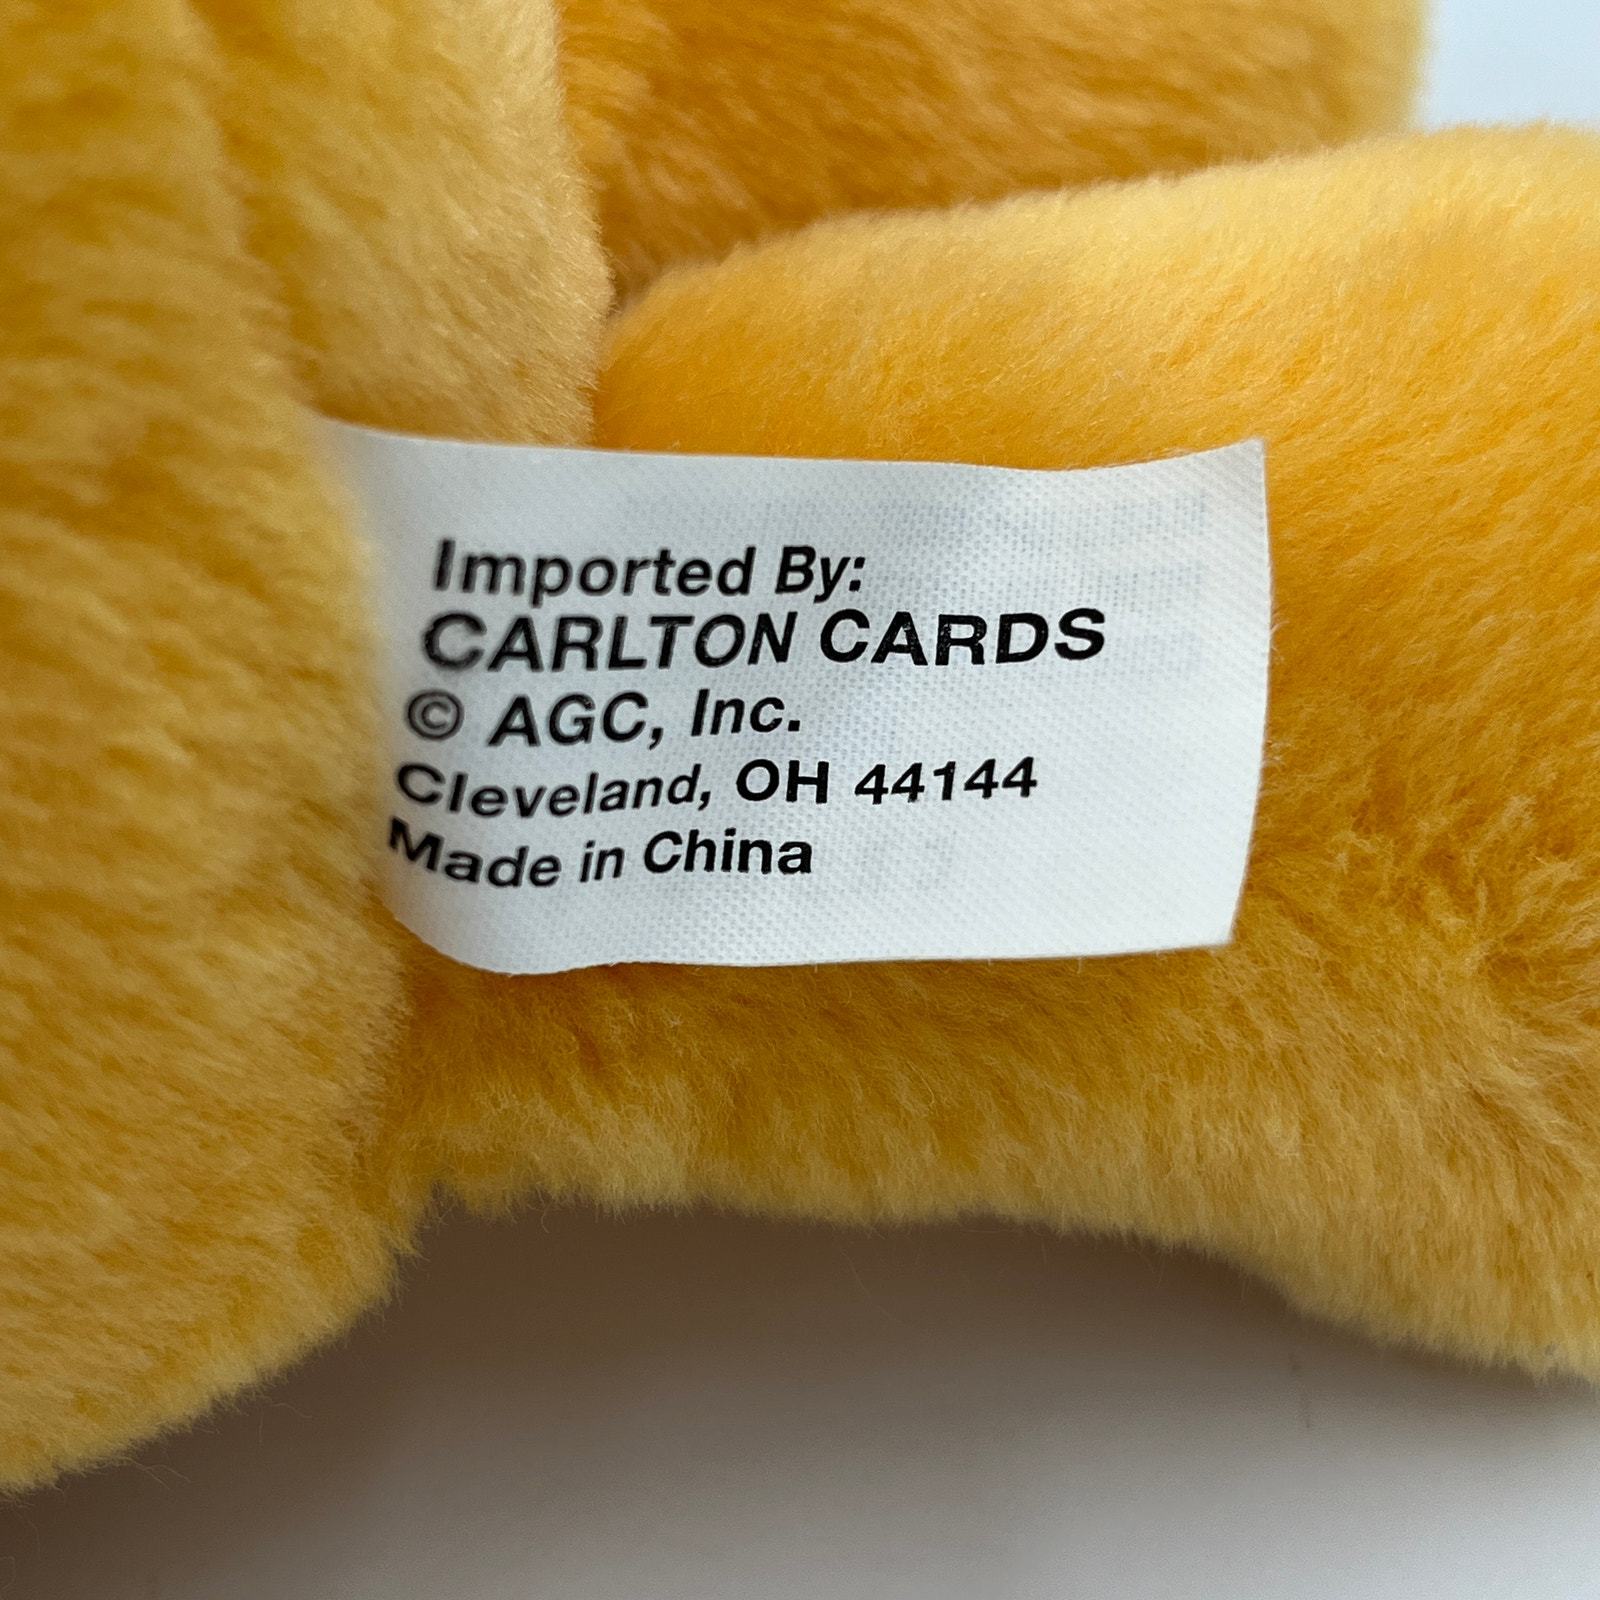 Imported By:
CARLTON CARDS
© AGC, Inc.
Cleveland, OH 44144
Made in China